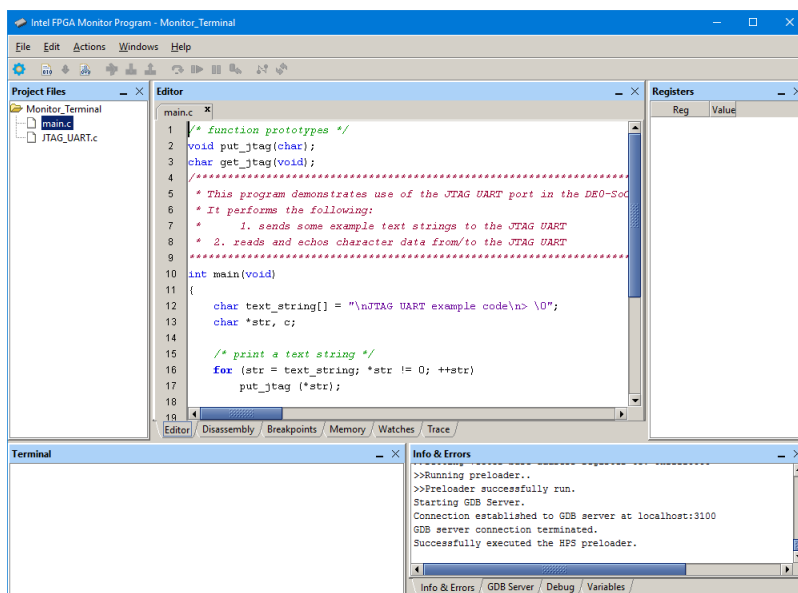 Intel FPGA Monitor Program - Monitor_Terminal
File Edit Actions Windows Help
Project Files
Monitor_Terminal
main.c
JTAG_UART.c
Editor
main.c
1 /* function prototypes */
2 void put_jtag(char);
3 char get_jtag(void);
4 /*******************************************************************
5  * This program demonstrates use of the JTAG UART port in the DE0-SoC
6  * It performs the following:
7  *      1. sends some example text strings to the JTAG UART
8  *  2. reads and echos character data from/to the JTAG UART
9 ********************************************************************
10 int main(void)
11 {
12     char text_string[] = "\nJTAG UART example code\n> \0";
13     char *str, c;
14
15     /* print a text string */
16     for (str = text_string; *str != 0; ++str)
17         put_jtag (*str);
18
19
Editor Disassembly Breakpoints Memory Watches Trace
Registers
Reg Value
Terminal
Info & Errors
>>Running preloader..
>>Preloader successfully run.
Starting GDB Server.
Connection established to GDB server at localhost:3100
GDB server connection terminated.
Successfully executed the HPS preloader.
Info & Errors GDB Server Debug Variables